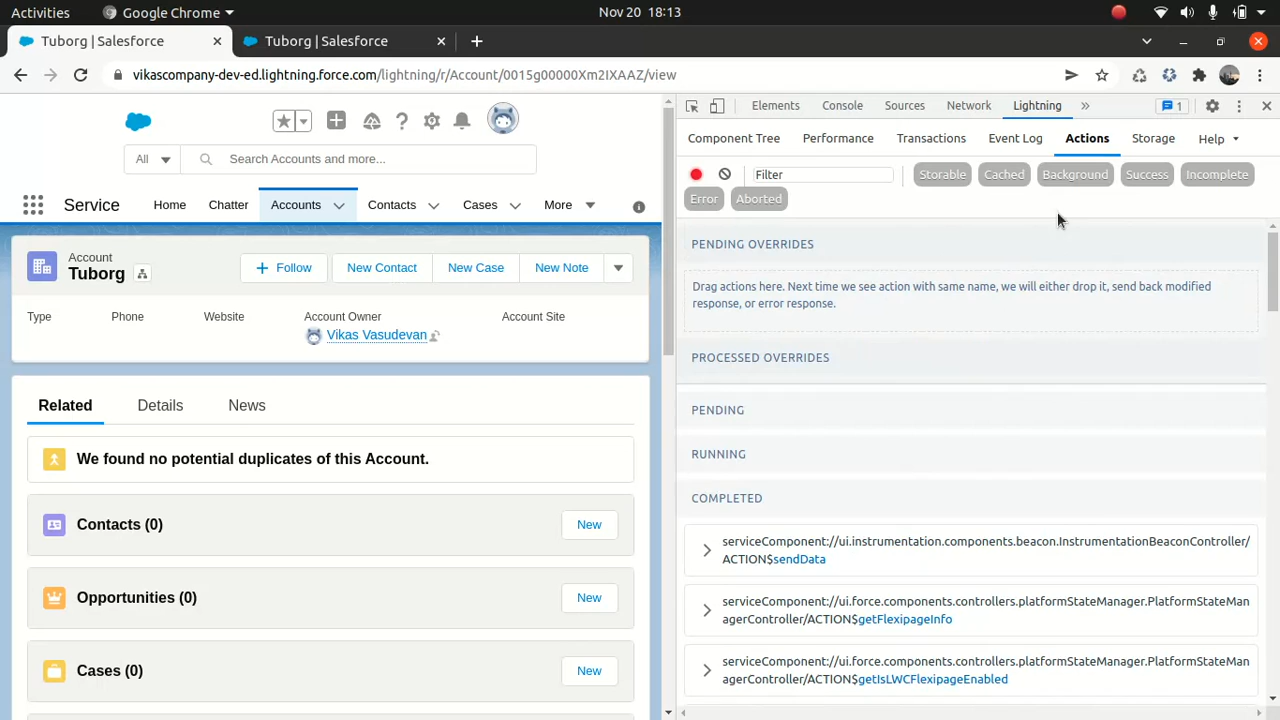 Activities
Google Chrome
Nov 20 18:13
Tuborg | Salesforce
Tuborg | Salesforce
vikascompany-dev-ed.lightning.force.com/lightning/r/Account/0015g00000Xm2IXAAZ/view
All
Search Accounts and more...
Service
Home
Chatter
Accounts
Contacts
Cases
More
Account
Tuborg
Follow
New Contact
New Case
New Note
Type
Phone
Website
Account Owner
Account Site
Vikas Vasudevan
Related
Details
News
We found no potential duplicates of this Account.
Contacts (0)
New
Opportunities (0)
New
Cases (0)
New
Elements
Console
Sources
Network
Lightning
1
Component Tree
Performance
Transactions
Event Log
Actions
Storage
Help
Filter
Storable
Cached
Background
Success
Incomplete
Error
Aborted
PENDING OVERRIDES
Drag actions here. Next time we see action with same name, we will either drop it, send back modified
response, or error response.
PROCESSED OVERRIDES
PENDING
RUNNING
COMPLETED
serviceComponent://ui.instrumentation.components.beacon.InstrumentationBeaconController/
ACTION$sendData
serviceComponent://ui.force.components.controllers.platformStateManager.PlatformStateMan
agerController/ACTION$getFlexipageInfo
serviceComponent://ui.force.components.controllers.platformStateManager.PlatformStateMan
agerController/ACTION$getIsLWCFlexipageEnabled